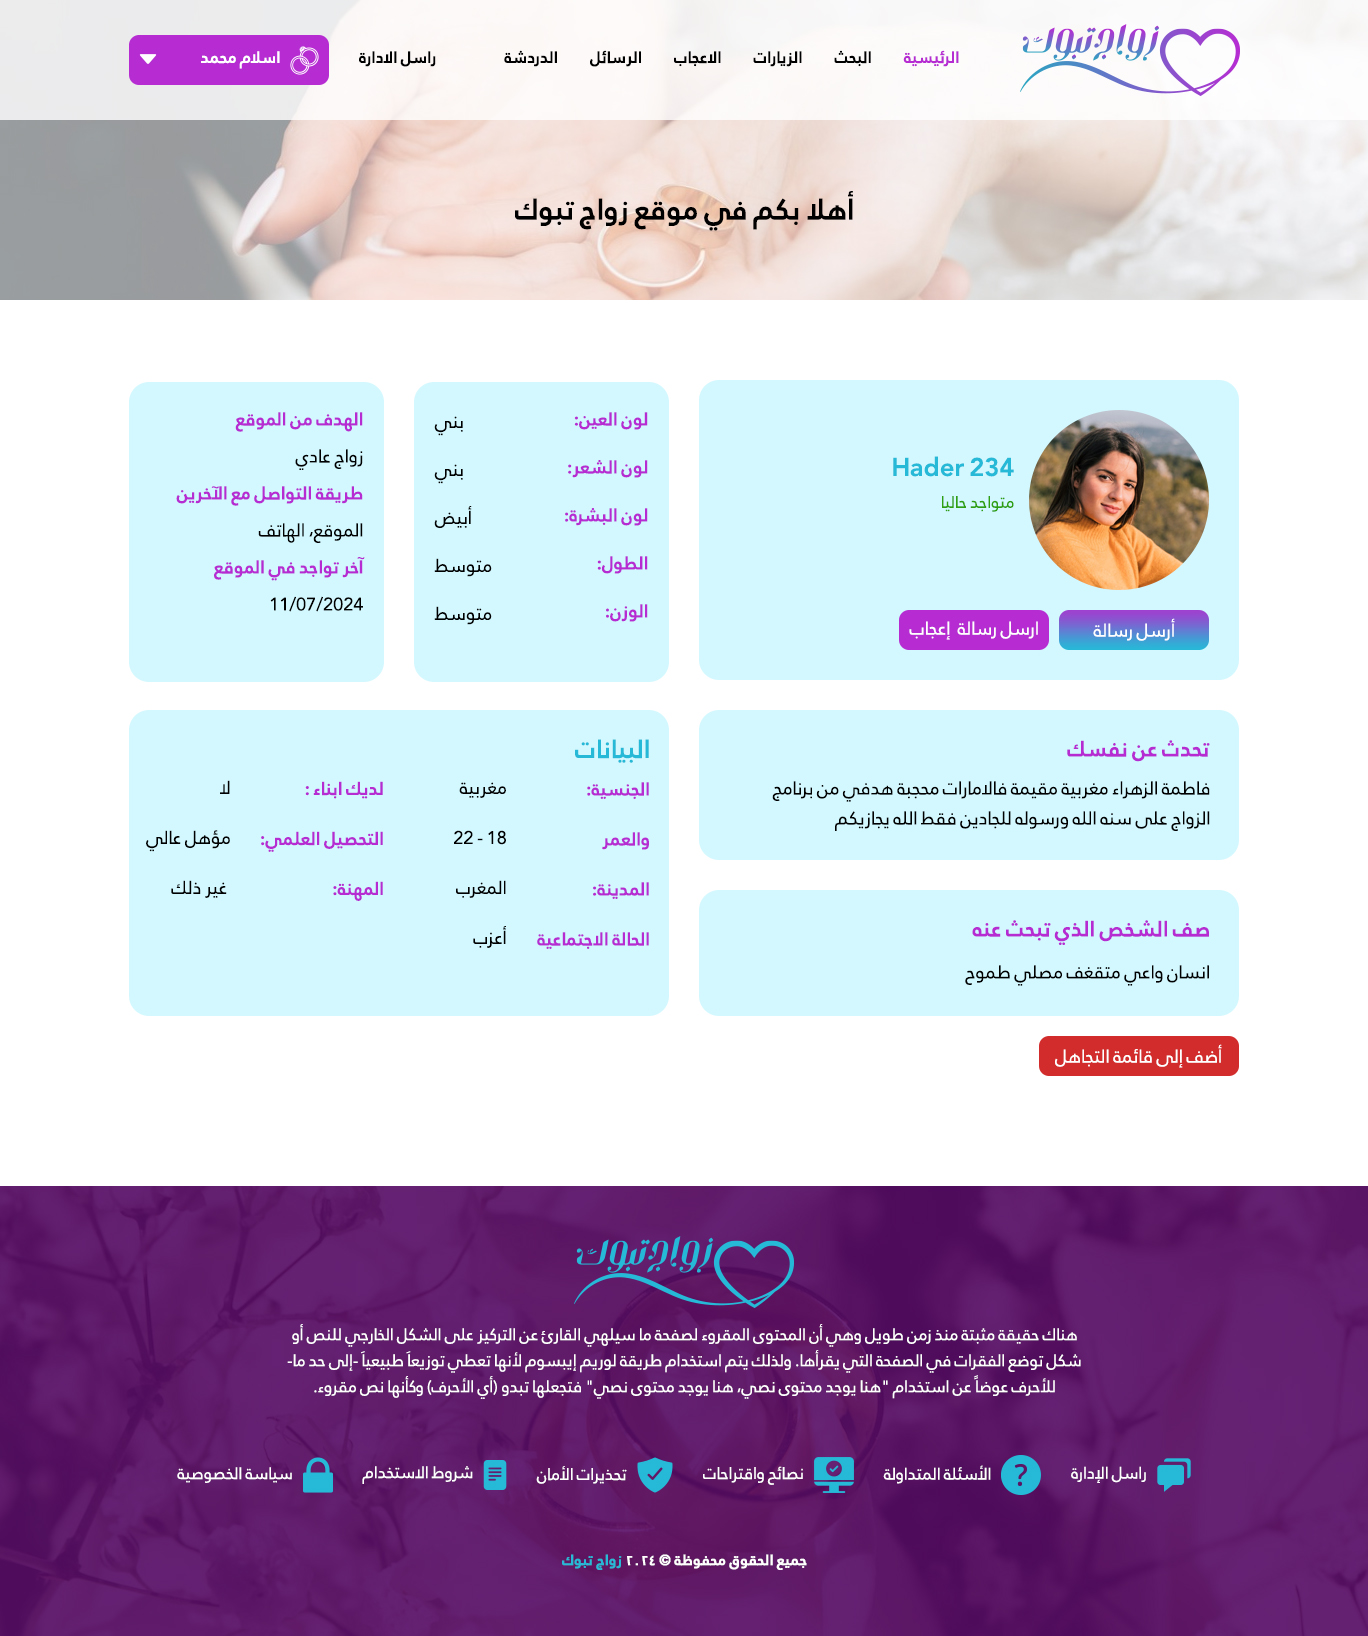 زواج تبوك
الرئيسية
البحث
الزيارات
الاعجاب
الرسائل
الدردشة
راسل الادارة
اسلام محمد
أهلا بكم في موقع زواج تبوك
Hader 234
متواجد حاليا
أرسل رسالة
ارسل رسالة إعجاب
لون العين: بني
لون الشعر: بني
لون البشرة: أبيض
الطول: متوسط
الوزن: متوسط
الهدف من الموقع
زواج عادي
طريقة التواصل مع الآخرين
الموقع، الهاتف
آخر تواجد في الموقع
11/07/2024
تحدث عن نفسك
فاطمة الزهراء مغربية مقيمة فالامارات محجبة هدفي من برنامج
الزواج على سنه الله ورسوله للجادين فقط الله يجازيكم
صف الشخص الذي تبحث عنه
انسان واعي متقغف مصلي طموح
البيانات
الجنسية: مغربية لديك ابناء : لا
والعمر 18 - 22 التحصيل العلمي: مؤهل عالي
المدينة: المغرب المهنة: غير ذلك
الحالة الاجتماعية أعزب
أضف إلى قائمة التجاهل
زواج تبوك
هناك حقيقة مثبتة منذ زمن طويل وهي أن المحتوى المقروء لصفحة ما سيلهي القارئ عن التركيز على الشكل الخارجي للنص أو
شكل توضع الفقرات في الصفحة التي يقرأها. ولذلك يتم استخدام طريقة لوريم إيبسوم لأنها تعطي توزيعاَ طبيعياَ -إلى حد ما-
للأحرف عوضاً عن استخدام "هنا يوجد محتوى نصي، هنا يوجد محتوى نصي" فتجعلها تبدو (أي الأحرف) وكأنها نص مقروء.
راسل الإدارة
الأسئلة المتداولة
نصائح واقتراحات
تحذيرات الأمان
شروط الاستخدام
سياسة الخصوصية
جميع الحقوق محفوظة © ٢٠٢٤ زواج تبوك